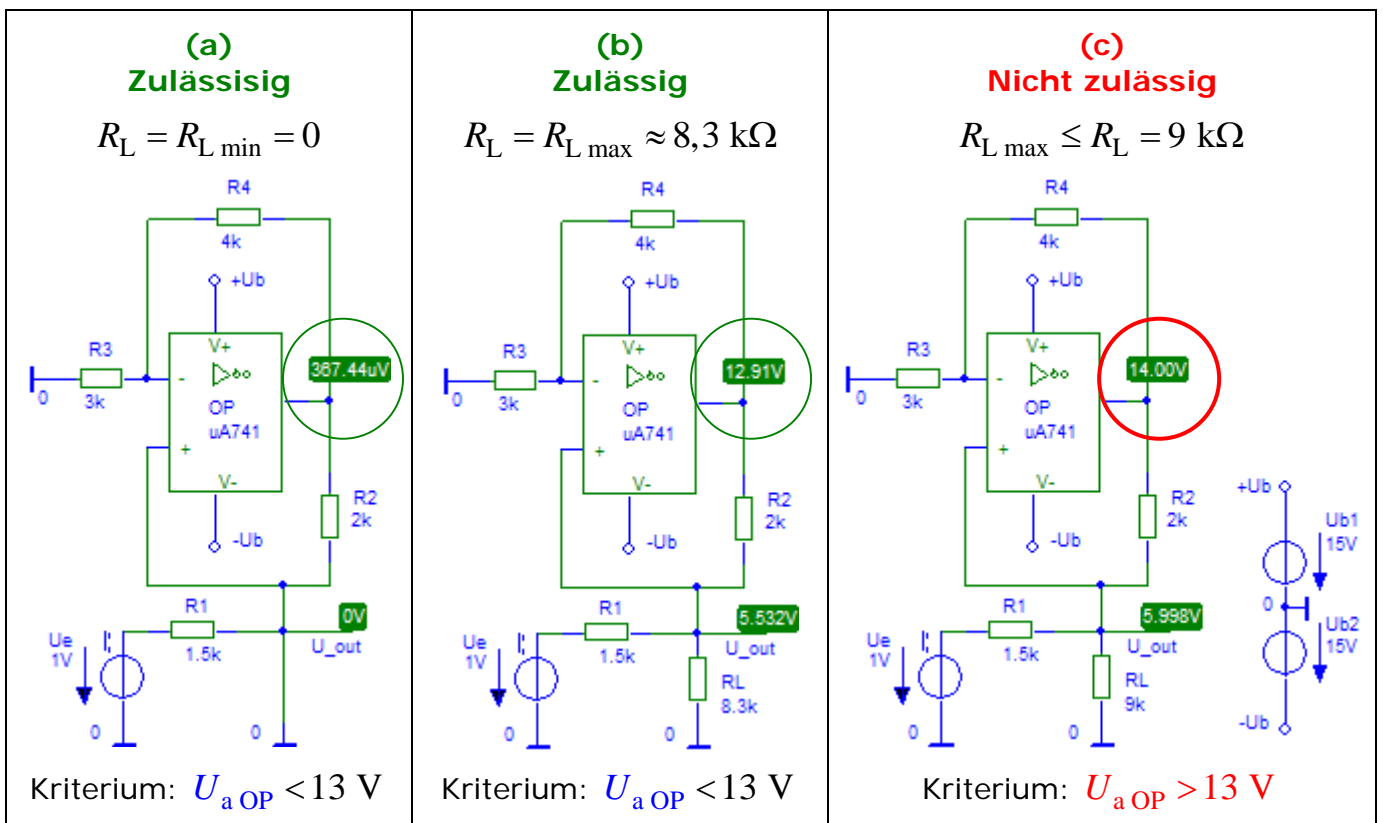 (a)
Zulässisig
R_L = R_L min = 0
R4
4k
+Ub
R3
V+
367.44uV
-
0
3k
OP
uA741
+
V-
R2
2k
-Ub
R1
0V
Ue
1V
1.5k
U_out
0
0
Kriterium: U_a OP < 13 V
(b)
Zulässig
R_L = R_L max ≈ 8,3 kΩ
R4
4k
+Ub
R3
V+
12.91V
-
0
3k
OP
uA741
+
V-
R2
2k
-Ub
R1
5.532V
Ue
1V
1.5k
U_out
RL
8.3k
0
0
Kriterium: U_a OP < 13 V
(c)
Nicht zulässig
R_L max ≤ R_L = 9 kΩ
R4
4k
+Ub
R3
V+
14.00V
-
0
3k
OP
uA741
+
V-
R2
2k
-Ub
R1
5.998V
Ue
1V
1.5k
U_out
RL
9k
0
0
+Ub
Ub1
15V
0
Ub2
15V
-Ub
Kriterium: U_a OP > 13 V